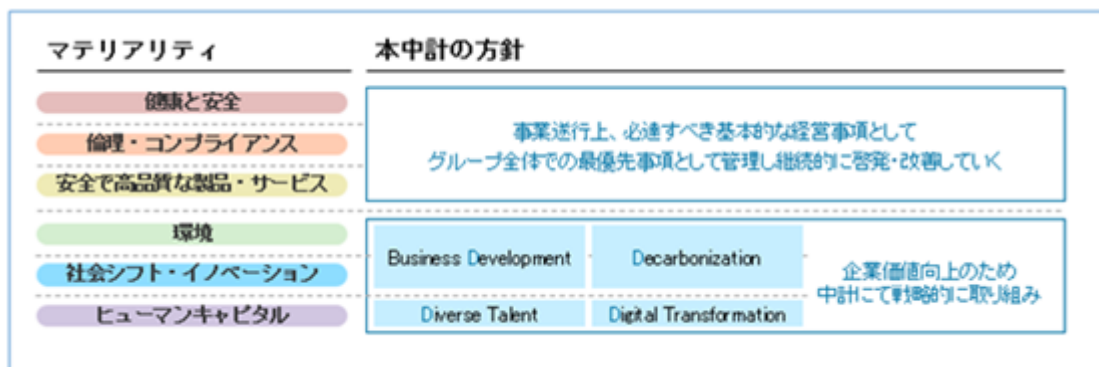 マテリアリティ
本中計の方針
健康と安全
倫理・コンプライアンス
安全で高品質な製品・サービス
事業遂行上、必達すべき基本的な経営事項として
グループ全体での最優先事項として管理し継続的に啓発・改善していく
環境
社会シフト・イノベーション
ヒューマンキャピタル
Business Development
Decarbonization
Diverse Talent
Digital Transformation
企業価値向上のため
中計にて戦略的に取り組み